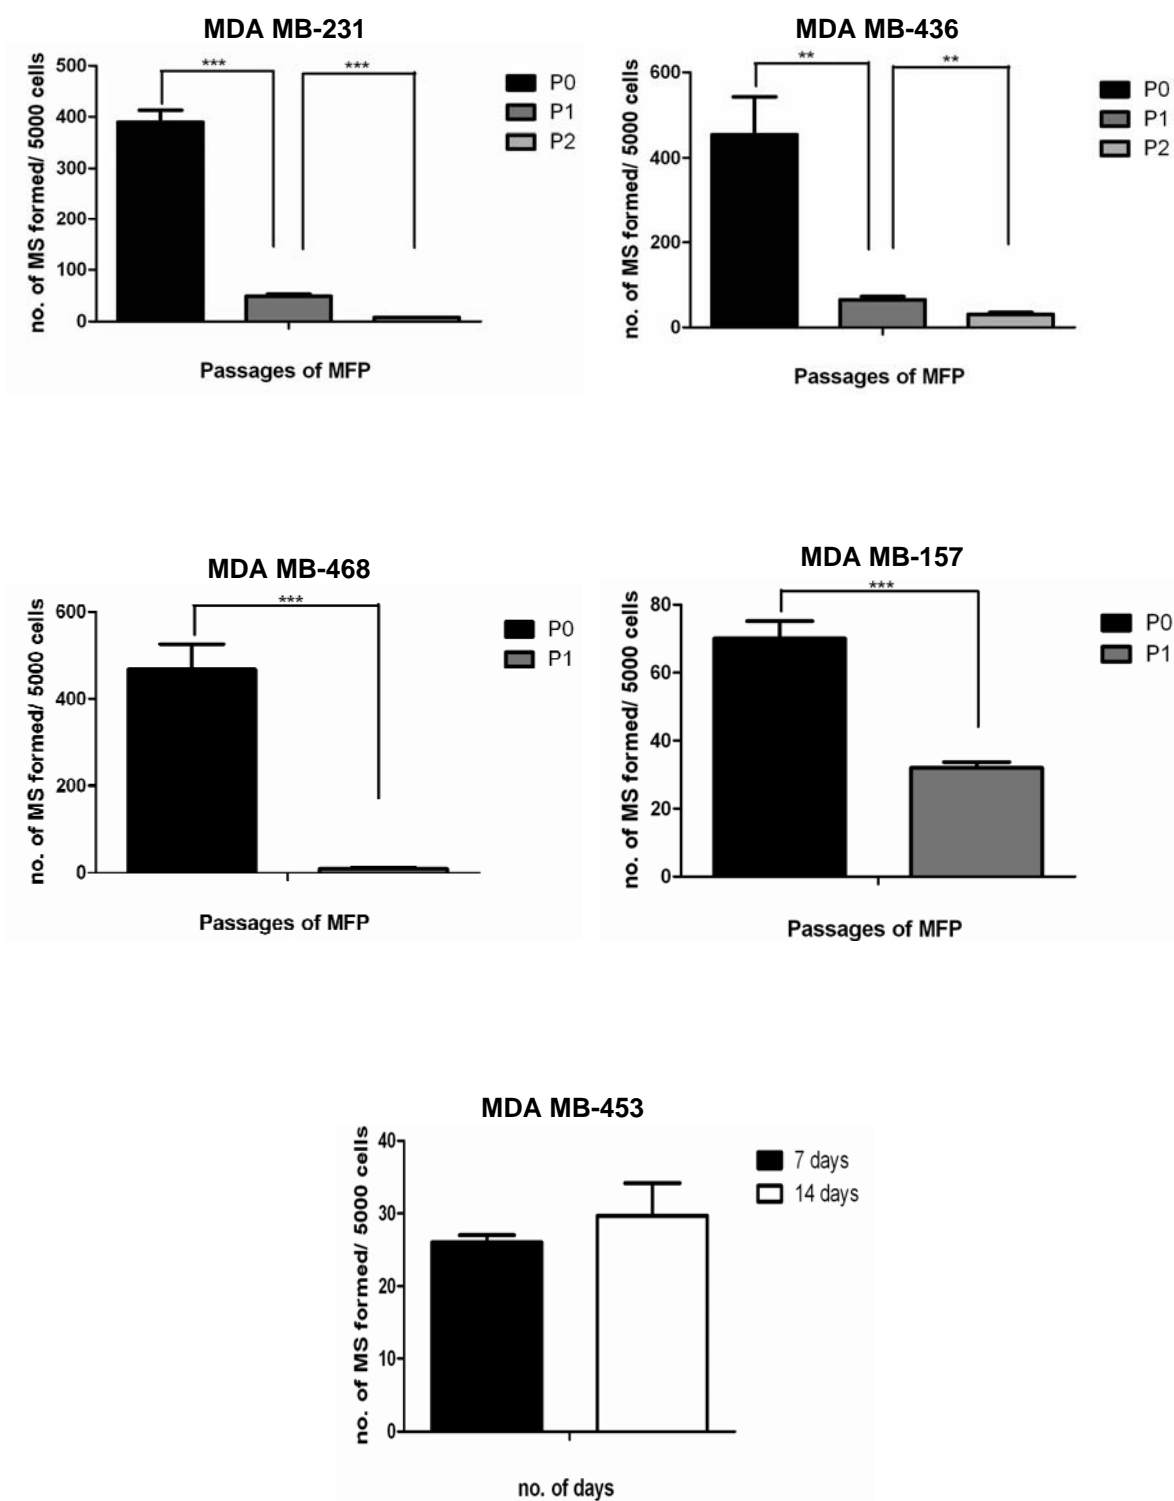 MDA MB-231
no. of MS formed/ 5000 cells
500
400
300
200
100
0
***
***
P0
P1
P2
Passages of MFP
MDA MB-436
no. of MS formed/ 5000 cells
600
400
200
0
**
**
P0
P1
P2
Passages of MFP
MDA MB-468
no. of MS formed/ 5000 cells
600
400
200
0
***
P0
P1
Passages of MFP
MDA MB-157
no. of MS formed/ 5000 cells
80
60
40
20
0
***
P0
P1
Passages of MFP
MDA MB-453
no. of MS formed/ 5000 cells
40
30
20
10
0
7 days
14 days
no. of days